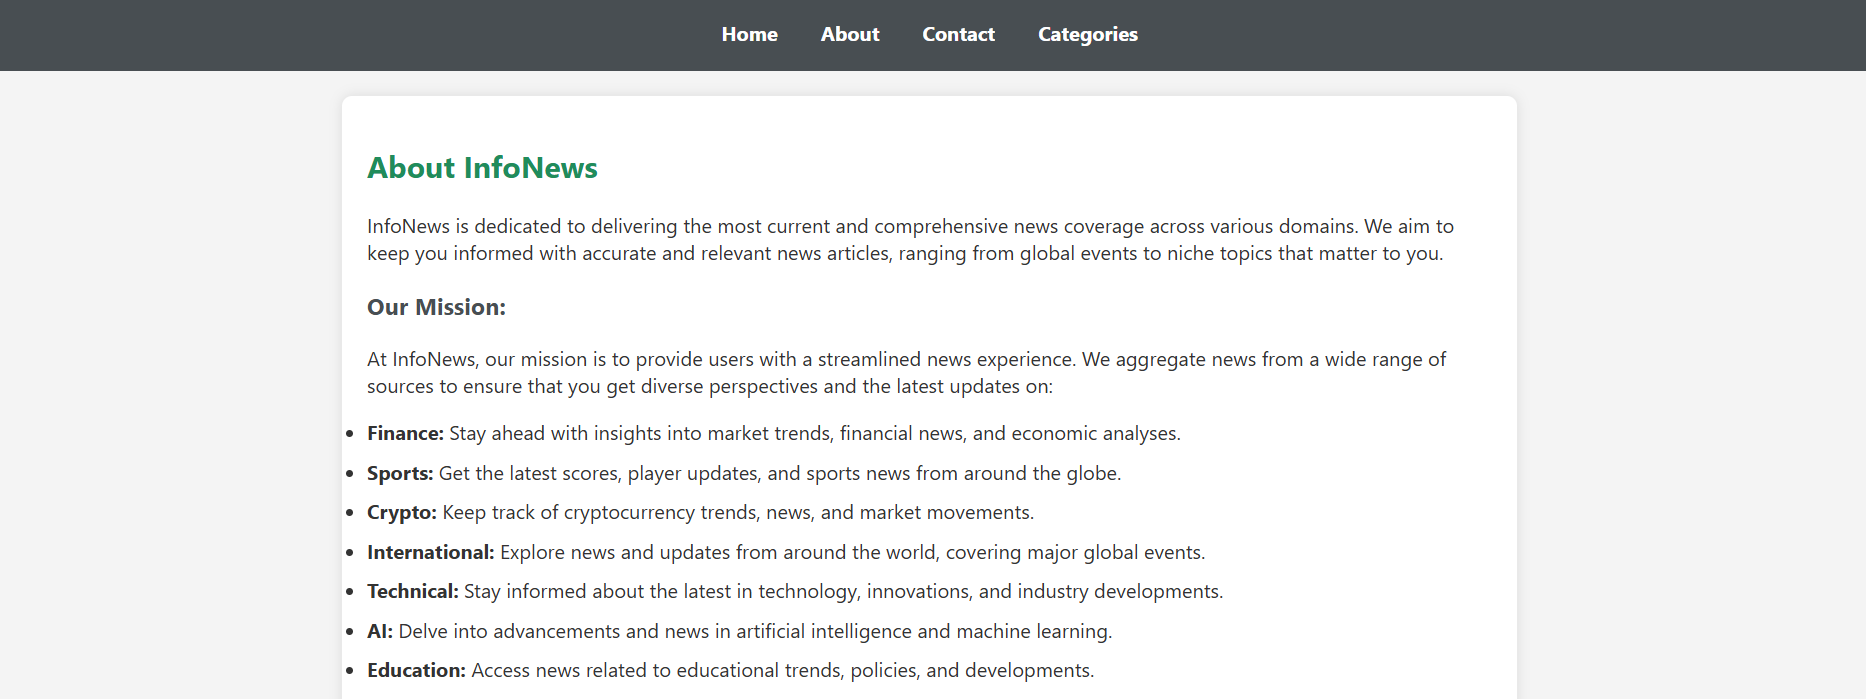 Home About Contact Categories
About InfoNews
InfoNews is dedicated to delivering the most current and comprehensive news coverage across various domains. We aim to
keep you informed with accurate and relevant news articles, ranging from global events to niche topics that matter to you.
Our Mission:
At InfoNews, our mission is to provide users with a streamlined news experience. We aggregate news from a wide range of
sources to ensure that you get diverse perspectives and the latest updates on:
• Finance: Stay ahead with insights into market trends, financial news, and economic analyses.
• Sports: Get the latest scores, player updates, and sports news from around the globe.
• Crypto: Keep track of cryptocurrency trends, news, and market movements.
• International: Explore news and updates from around the world, covering major global events.
• Technical: Stay informed about the latest in technology, innovations, and industry developments.
• AI: Delve into advancements and news in artificial intelligence and machine learning.
• Education: Access news related to educational trends, policies, and developments.